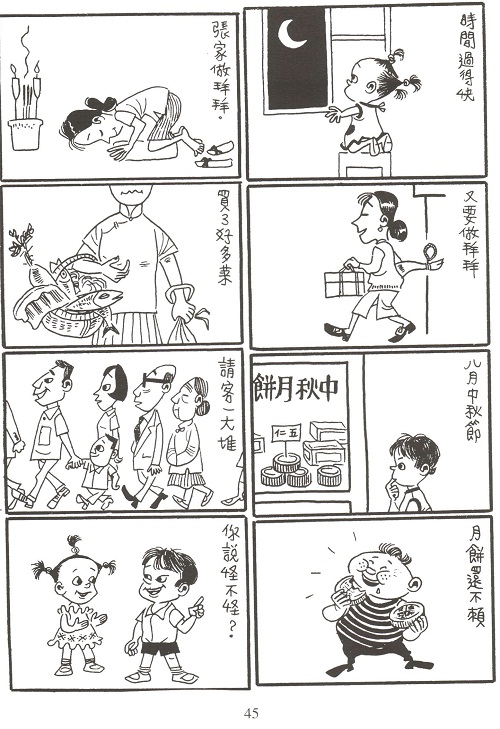 時間過得快
又要做拜拜
八月中秋節
中秋月餅
五仁
月餅還不賴
張家做拜拜。
買了好多菜
請客一大堆
你說怪不怪？
45